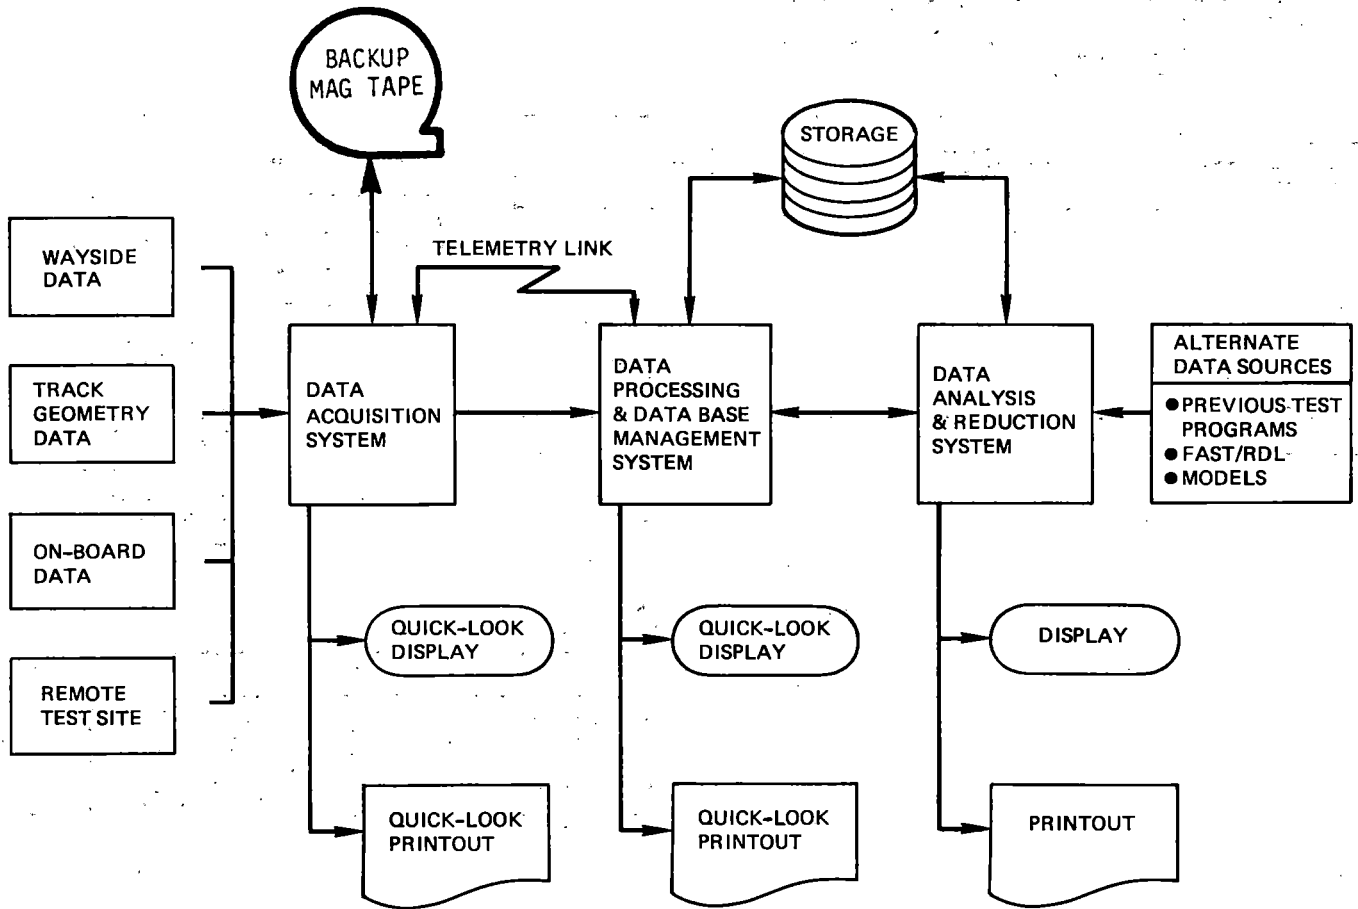 BACKUP
MAG TAPE
STORAGE
TELEMETRY LINK
WAYSIDE
DATA
TRACK
GEOMETRY
DATA
ON-BOARD
DATA
REMOTE
TEST SITE
DATA
ACQUISITION
SYSTEM
DATA
PROCESSING
& DATA BASE
MANAGEMENT
SYSTEM
DATA
ANALYSIS
& REDUCTION
SYSTEM
ALTERNATE
DATA SOURCES
● PREVIOUS TEST
PROGRAMS
● FAST/RDL
● MODELS
QUICK-LOOK
DISPLAY
QUICK-LOOK
DISPLAY
DISPLAY
QUICK-LOOK
PRINTOUT
QUICK-LOOK
PRINTOUT
PRINTOUT